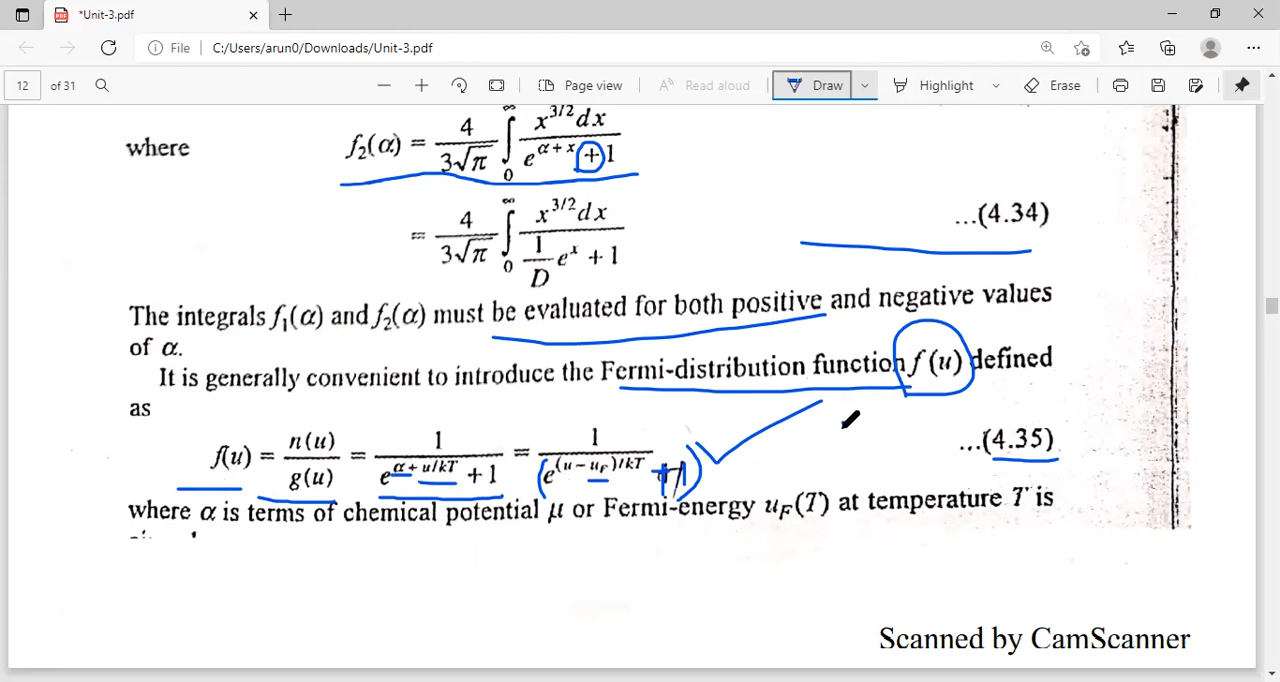 *Unit-3.pdf
File C:/Users/arun0/Downloads/Unit-3.pdf
12 of 31 Page view Read aloud Draw Highlight Erase
where f₂(α) = 4/(3√π) ∫₀^∞ x^{3/2}dx / (e^{α + x} + 1)
= 4/(3√π) ∫₀^∞ x^{3/2}dx / ((1/D) e^x + 1) ...(4.34)
The integrals f₁(α) and f₂(α) must be evaluated for both positive and negative values
of α.
It is generally convenient to introduce the Fermi-distribution function f (u) defined
as
f(u) = n(u)/g(u) = 1/(e^{α + u/kT} + 1) = 1/(e^{(u − u_F)/kT} + 1) ...(4.35)
where α is terms of chemical potential μ or Fermi-energy u_F(T) at temperature T is
Scanned by CamScanner